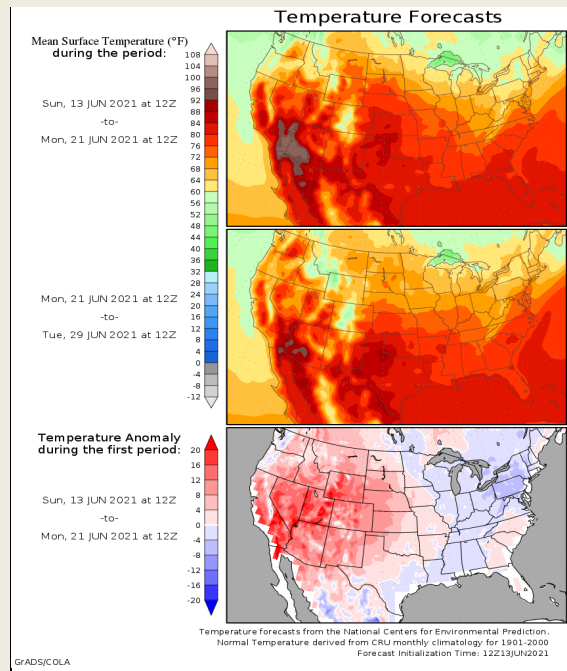 Temperature Forecasts
Mean Surface Temperature (°F)
during the period:
Sun, 13 JUN 2021 at 12Z
-to-
Mon, 21 JUN 2021 at 12Z
108
104
100
96
92
88
84
80
76
72
68
64
60
56
52
48
44
40
36
32
28
24
20
16
12
8
4
0
-4
-8
-12
Mon, 21 JUN 2021 at 12Z
-to-
Tue, 29 JUN 2021 at 12Z
Temperature Anomaly
during the first period:
Sun, 13 JUN 2021 at 12Z
-to-
Mon, 21 JUN 2021 at 12Z
20
16
12
8
4
0
-4
-8
-12
-16
-20
Temperature forecasts from the National Centers for Environmental Prediction.
Normal Temperature derived from CRU monthly climatology for 1901-2000
Forecast Initialization Time: 12Z13JUN2021
GrADS/COLA